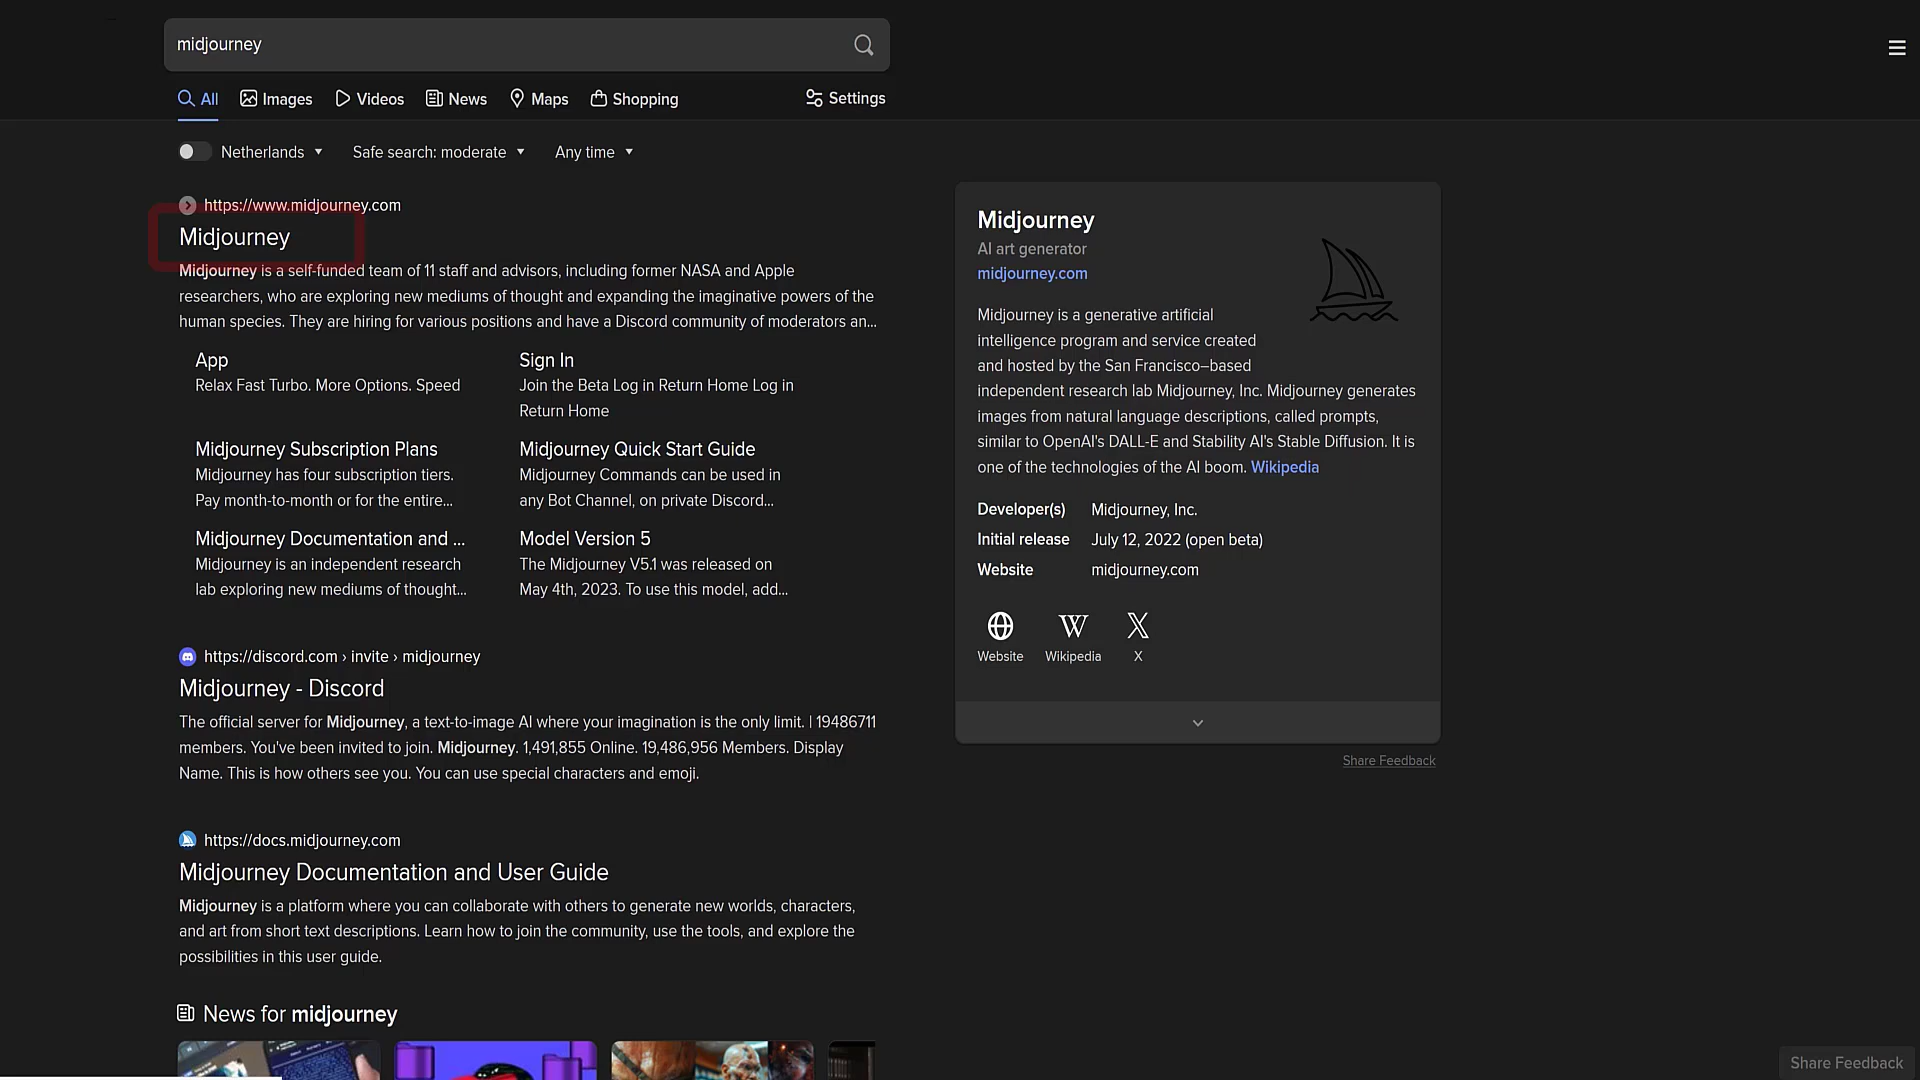 midjourney
All Images Videos News Maps Shopping Settings
Netherlands Safe search: moderate Any time
https://www.midjourney.com
Midjourney
Midjourney is a self-funded team of 11 staff and advisors, including former NASA and Apple
researchers, who are exploring new mediums of thought and expanding the imaginative powers of the
human species. They are hiring for various positions and have a Discord community of moderators an...
App
Relax Fast Turbo. More Options. Speed
Sign In
Join the Beta Log in Return Home Log in
Return Home
Midjourney Subscription Plans
Midjourney has four subscription tiers.
Pay month-to-month or for the entire...
Midjourney Quick Start Guide
Midjourney Commands can be used in
any Bot Channel, on private Discord...
Midjourney Documentation and ...
Midjourney is an independent research
lab exploring new mediums of thought...
Model Version 5
The Midjourney V5.1 was released on
May 4th, 2023. To use this model, add...
https://discord.com › invite › midjourney
Midjourney - Discord
The official server for Midjourney, a text-to-image AI where your imagination is the only limit. | 19486711
members. You've been invited to join. Midjourney. 1,491,855 Online. 19,486,956 Members. Display
Name. This is how others see you. You can use special characters and emoji.
https://docs.midjourney.com
Midjourney Documentation and User Guide
Midjourney is a platform where you can collaborate with others to generate new worlds, characters,
and art from short text descriptions. Learn how to join the community, use the tools, and explore the
possibilities in this user guide.
News for midjourney
Midjourney
AI art generator
midjourney.com
Midjourney is a generative artificial
intelligence program and service created
and hosted by the San Francisco–based
independent research lab Midjourney, Inc. Midjourney generates
images from natural language descriptions, called prompts,
similar to OpenAI's DALL-E and Stability AI's Stable Diffusion. It is
one of the technologies of the AI boom. Wikipedia
Developer(s) Midjourney, Inc.
Initial release July 12, 2022 (open beta)
Website midjourney.com
Website Wikipedia X
Share Feedback
Share Feedback